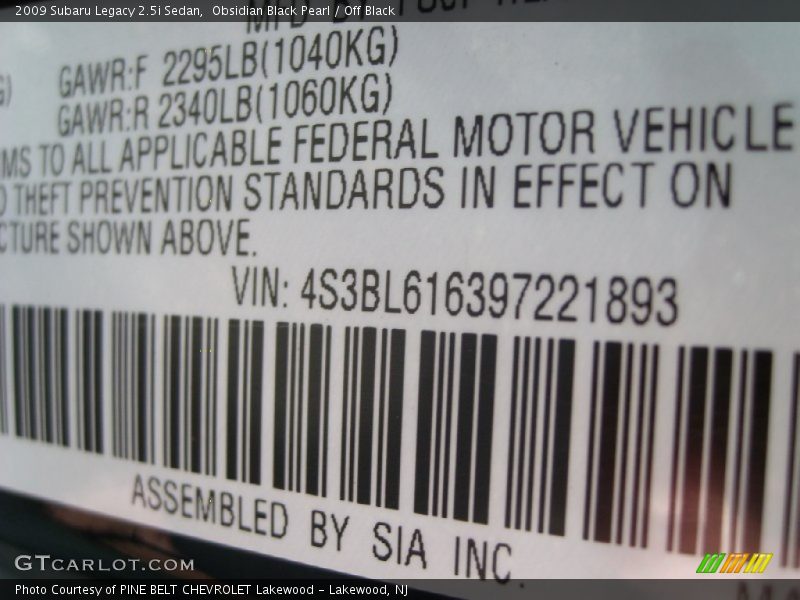 2009 Subaru Legacy 2.5i Sedan,  Obsidian Black Pearl / Off Black
GAWR:F 2295LB(1040KG)
GAWR:R 2340LB(1060KG)
MS TO ALL APPLICABLE FEDERAL MOTOR VEHICLE
THEFT PREVENTION STANDARDS IN EFFECT ON
CTURE SHOWN ABOVE.
VIN: 4S3BL616397221893
ASSEMBLED BY SIA INC.
GTcarlot.com
Photo Courtesy of PINE BELT CHEVROLET Lakewood - Lakewood, NJ